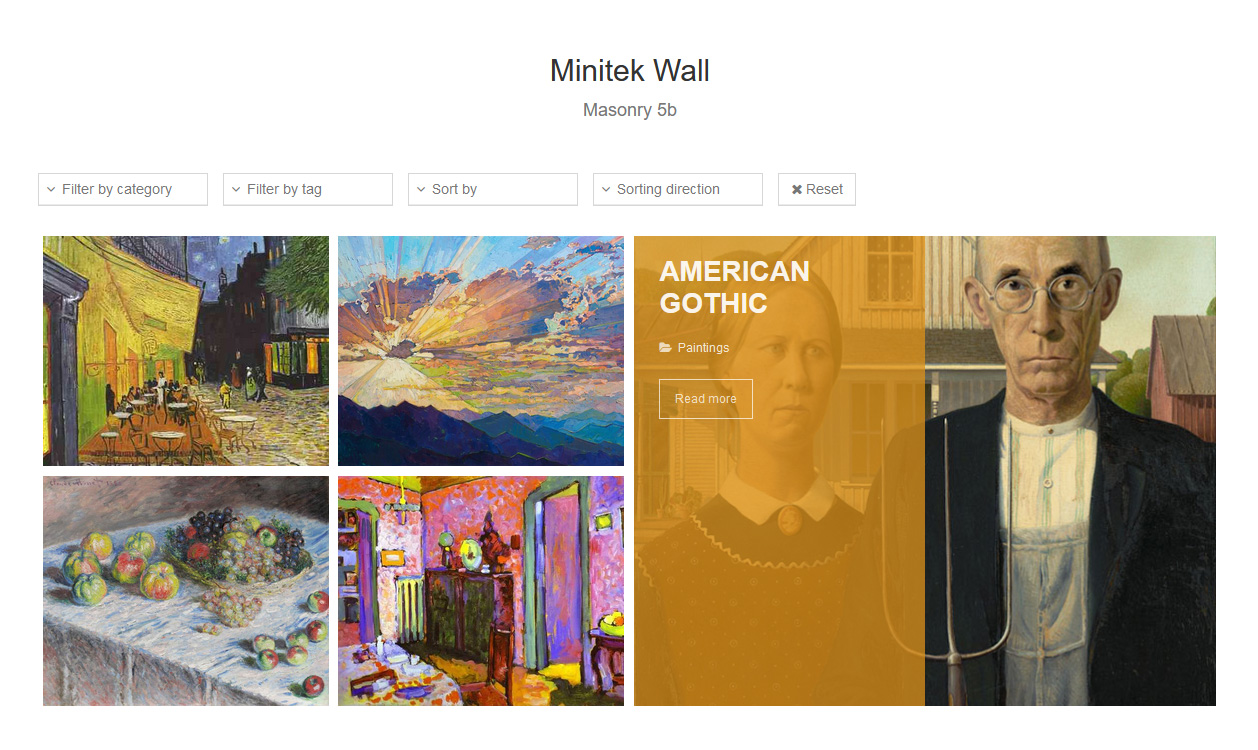 Minitek Wall
Masonry 5b
Filter by category
Filter by tag
Sort by
Sorting direction
Reset
AMERICAN
GOTHIC
Paintings
Read more